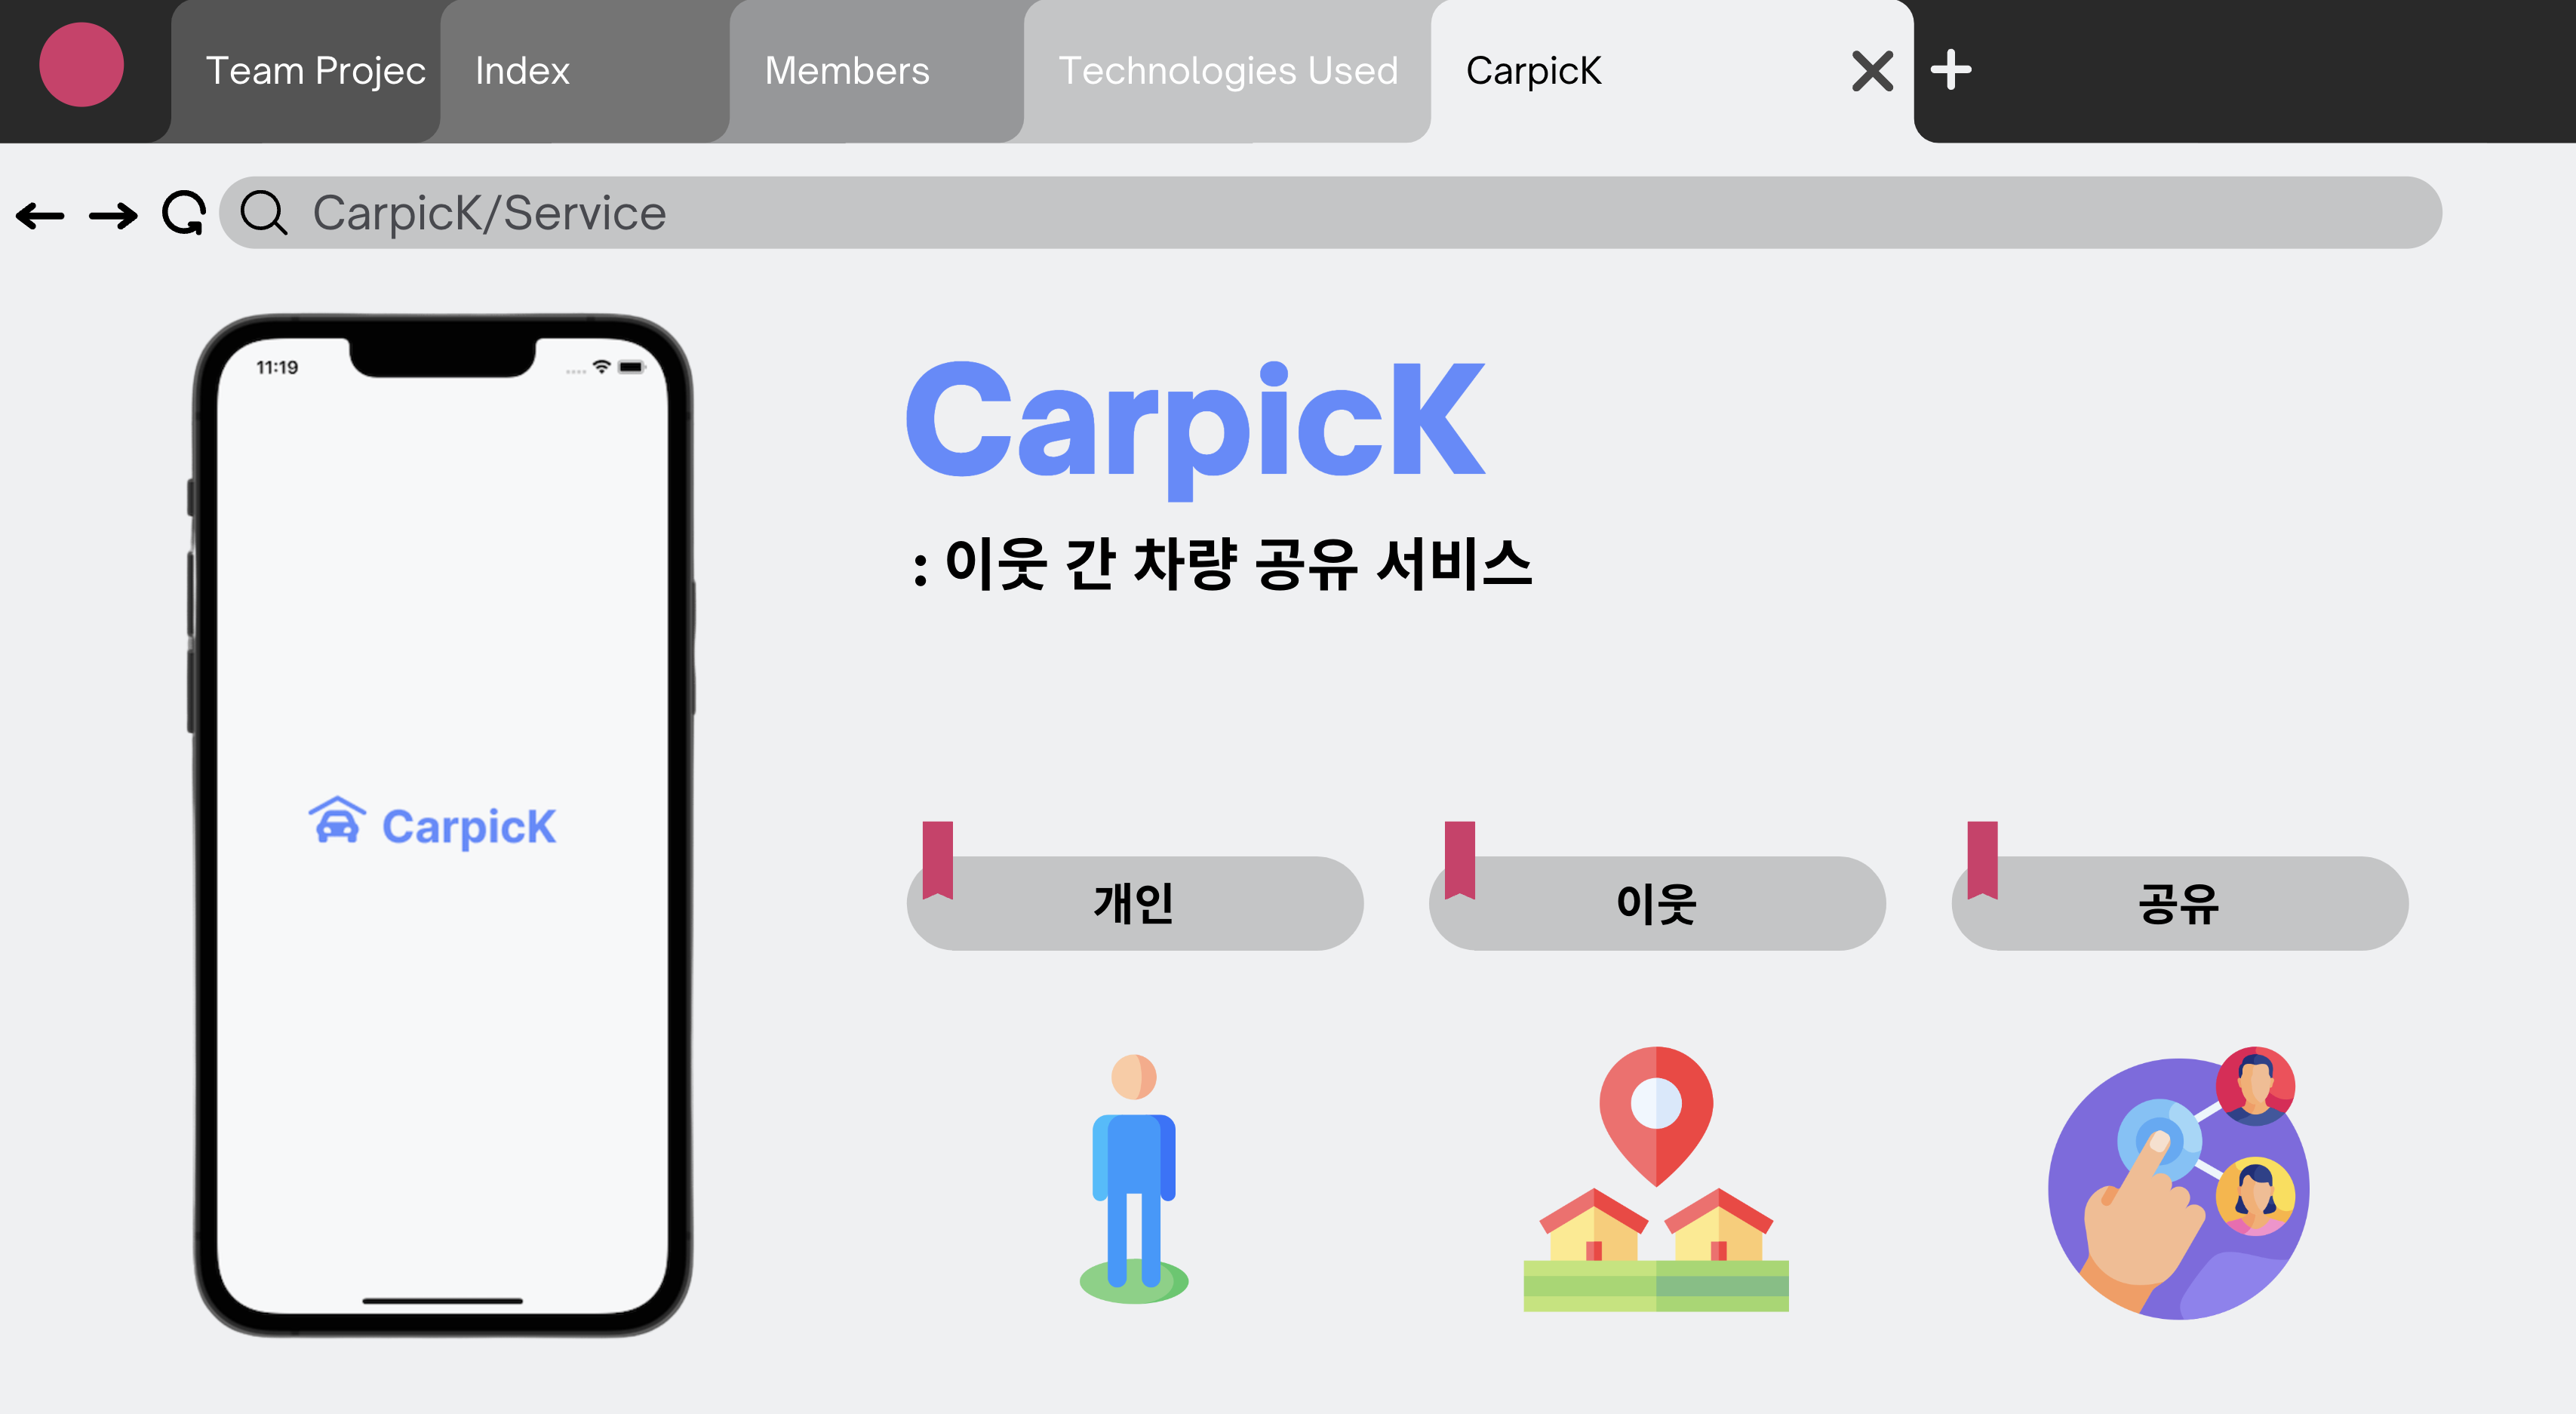 Team Projec
Index
Members
Technologies Used
CarpicK
CarpicK/Service
11:19
CarpicK
CarpicK
: 이웃 간 차량 공유 서비스
개인
이웃
공유